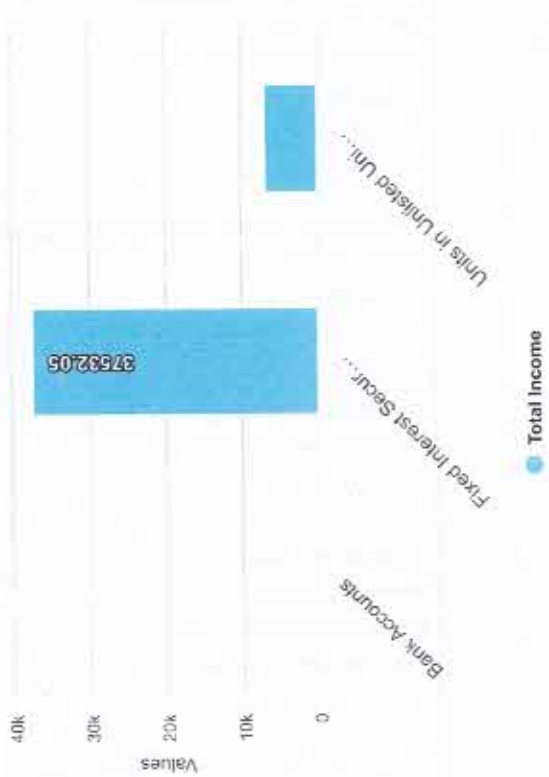 Values
40k
30k
20k
10k
0
37532.05
Bank Accounts
Fixed Interest Secur...
Units in Unlisted Uni...
Total Income